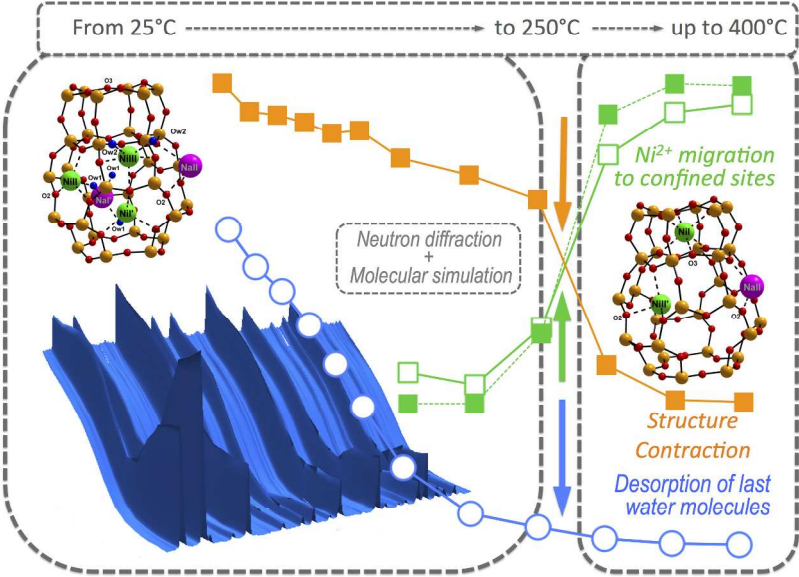 From 25°C
to 250°C
up to 400°C
O3
Ow2
Ow2
NiIII
NaII
Ow1
NiII
Ow1
O2
NaI'
NiI'
O2
Ow1
Neutron diffraction
+
Molecular simulation
Ni²⁺ migration
to confined sites
NiI
O3
NaII
NiI'
O2
O2
Structure
Contraction
Desorption of last
water molecules